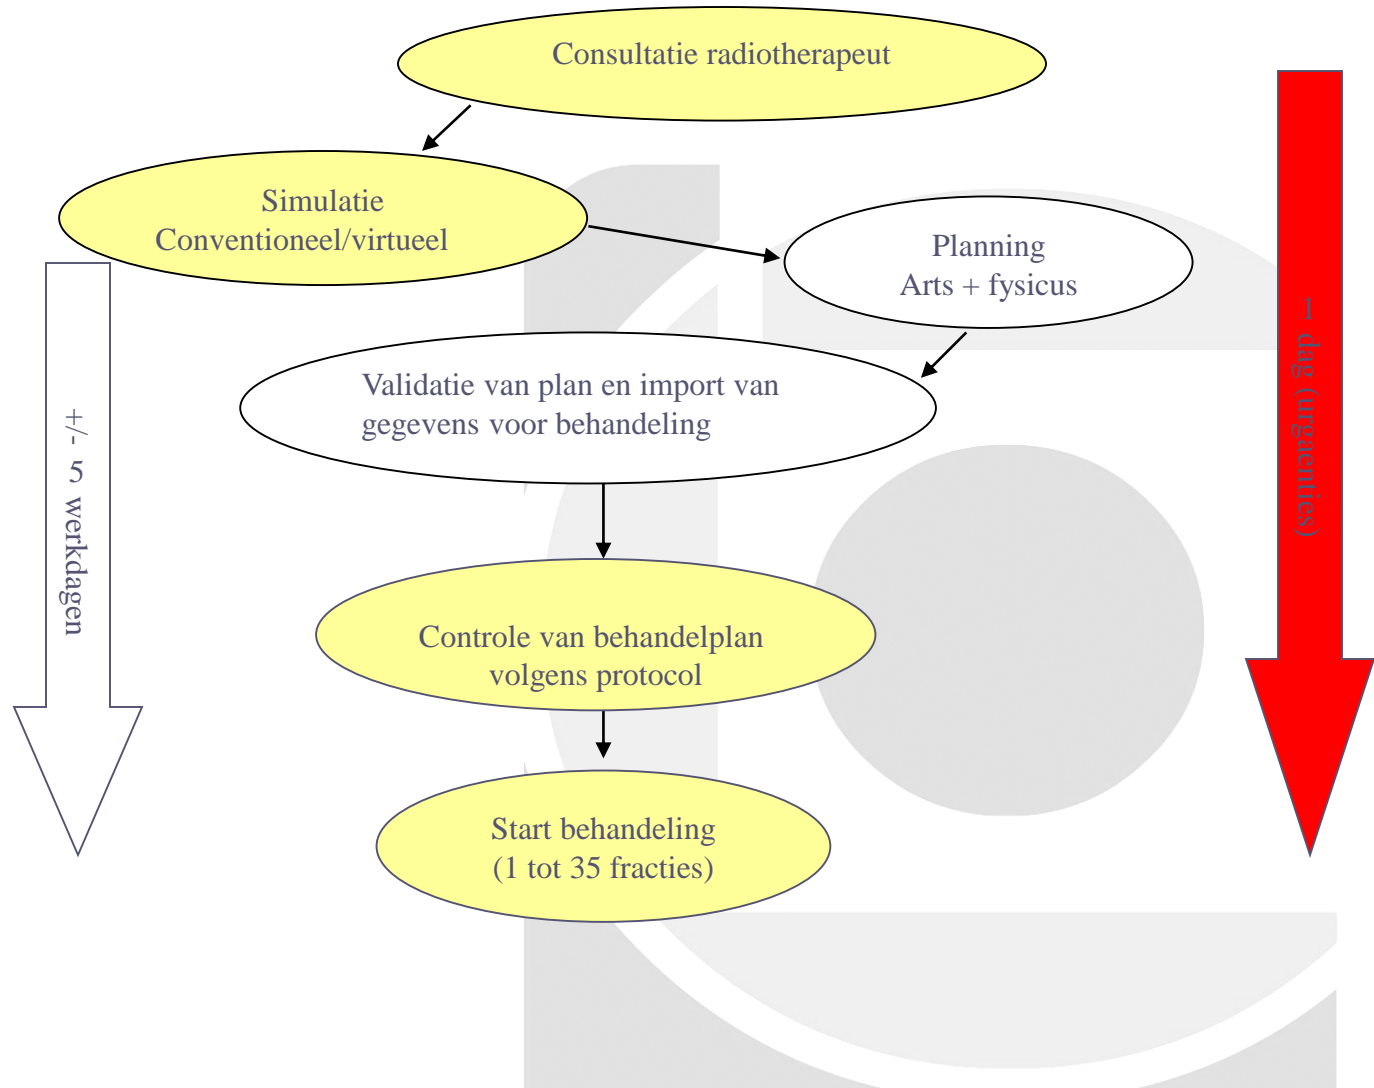 Consultatie radiotherapeut
Simulatie
Conventioneel/virtueel
Planning
Arts + fysicus
Validatie van plan en import van
gegevens voor behandeling
+/- 5 werkdagen
1 dag (urgaenties)
Controle van behandelplan
volgens protocol
Start behandeling
(1 tot 35 fracties)